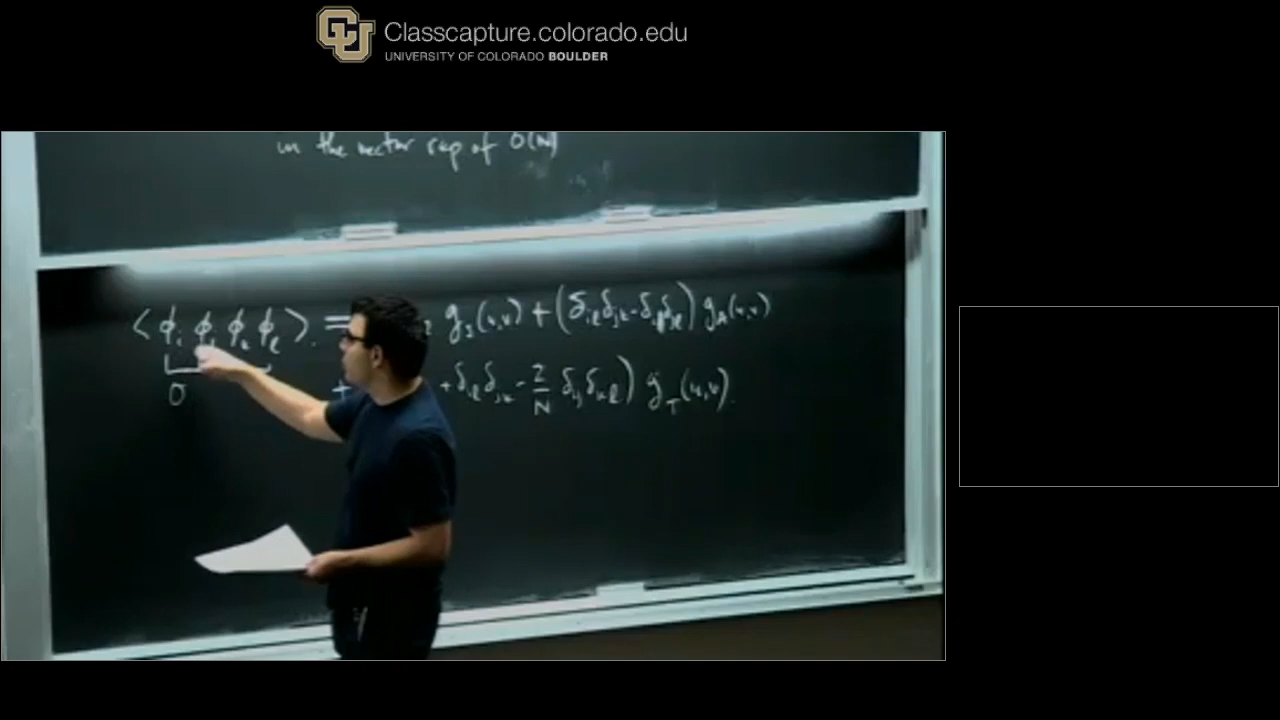 Classcapture.colorado.edu
UNIVERSITY OF COLORADO BOULDER
in the vector rep of O(N)
⟨ϕ_i ϕ_j ϕ_k ϕ_l⟩ = g_S(u,v) + (δ_il δ_jk - δ_ik δ_jl) g_A(u,v)
O
+ + δ_il δ_jk - 2/N δ_ij δ_kl) g_T(u,v)